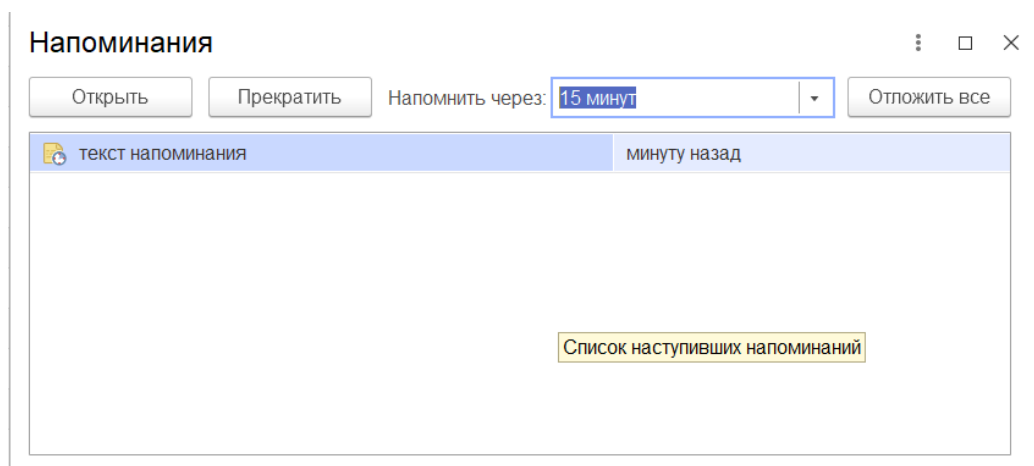 Напоминания
Открыть Прекратить Напомнить через: 15 минут Отложить все
текст напоминания минуту назад
Список наступивших напоминаний